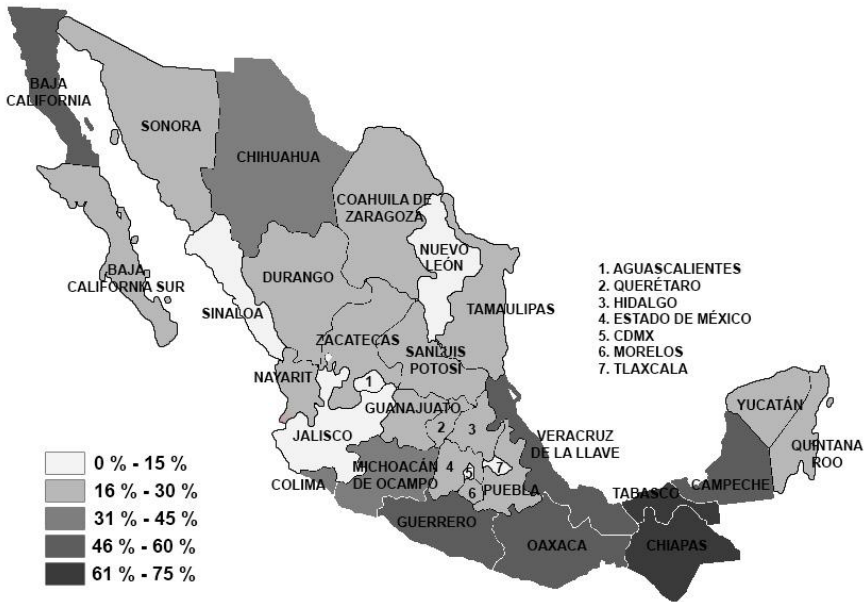 BAJA
CALIFORNIA
SONORA
CHIHUAHUA
COAHUILA DE
ZARAGOZA
NUEVO
LEÓN
BAJA
CALIFORNIA SUR
DURANGO
SINALOA
TAMAULIPAS
ZACATECAS
SANLUIS
POTOSÍ
NAYARIT
1
GUANAJUATO
2
3
JALISCO
VERACRUZ
DE LA LLAVE
YUCATÁN
QUINTANA
ROO
COLIMA
MICHOACÁN
DE OCAMPO
4
5
6
7
PUEBLA
TABASCO
CAMPECHE
GUERRERO
OAXACA
CHIAPAS
1. AGUASCALIENTES
2. QUERÉTARO
3. HIDALGO
4. ESTADO DE MÉXICO
5. CDMX
6. MORELOS
7. TLAXCALA
0 % - 15 %
16 % - 30 %
31 % - 45 %
46 % - 60 %
61 % - 75 %